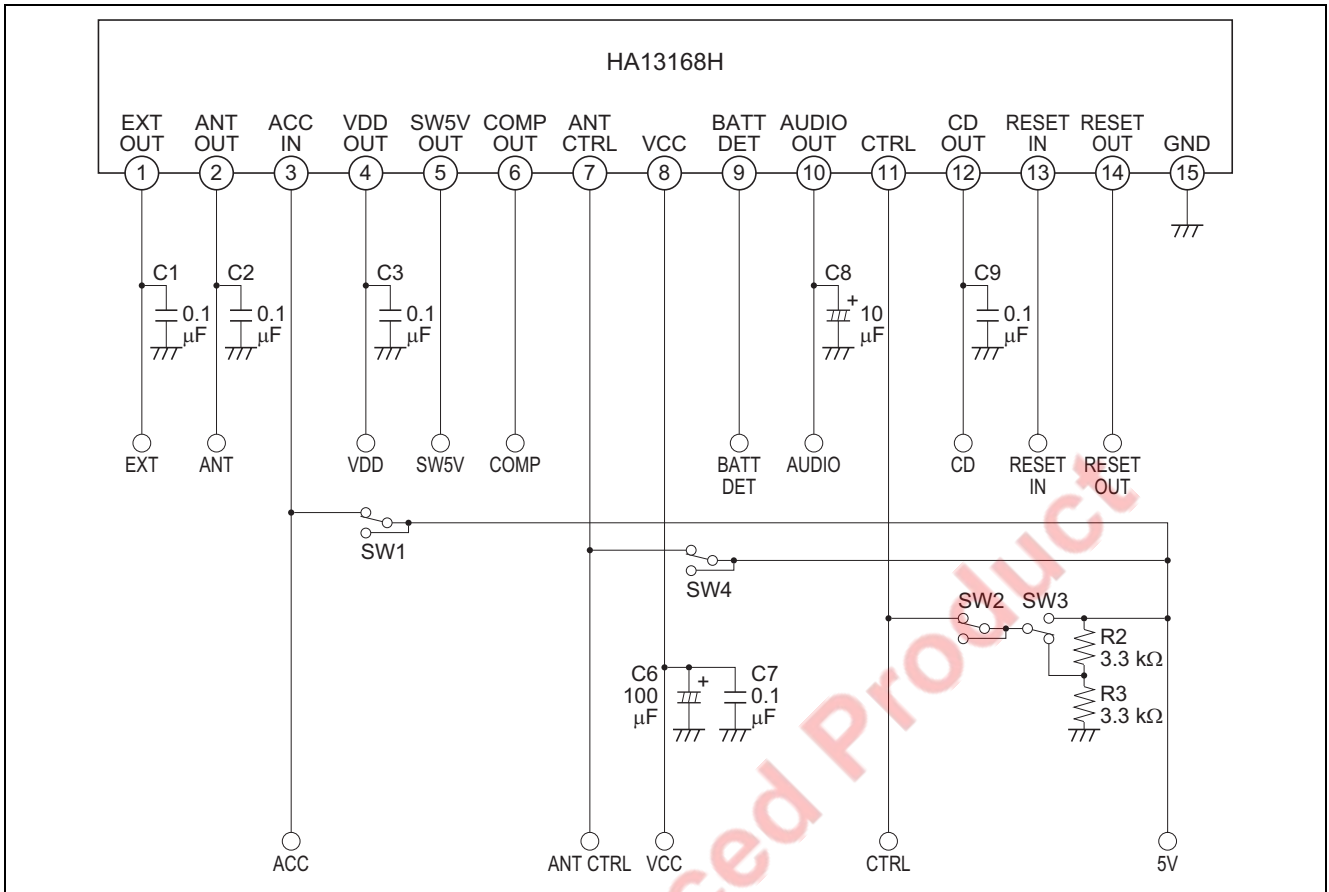 HA13168H
EXT OUT
ANT OUT
ACC IN
VDD OUT
SW5V OUT
COMP OUT
ANT CTRL
VCC
BATT DET
AUDIO OUT
CTRL
CD OUT
RESET IN
RESET OUT
GND
1 2 3 4 5 6 7 8 9 10 11 12 13 14 15
C1
0.1
μF
C2
0.1
μF
C3
0.1
μF
C8
+
10
μF
C9
0.1
μF
EXT
ANT
VDD
SW5V
COMP
BATT
DET
AUDIO
CD
RESET
IN
RESET
OUT
SW1
SW4
SW2
SW3
R2
3.3 kΩ
R3
3.3 kΩ
C6
100
μF
+
C7
0.1
μF
ACC
ANT CTRL
VCC
CTRL
5V
ced Product